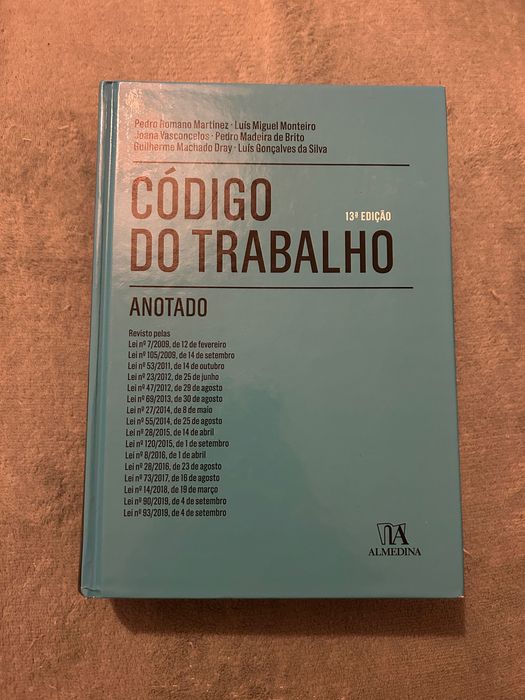 Pedro Romano Martinez · Luís Miguel Monteiro
Joana Vasconcelos · Pedro Madeira de Brito
Guilherme Machado Dray · Luís Gonçalves da Silva
CÓDIGO
13ª EDIÇÃO
DO TRABALHO
ANOTADO
Revisto pelas
Lei nº 7/2009, de 12 de fevereiro
Lei nº 105/2009, de 14 de setembro
Lei nº 53/2011, de 14 de outubro
Lei nº 23/2012, de 25 de junho
Lei nº 47/2012, de 29 de agosto
Lei nº 69/2013, de 30 de agosto
Lei nº 27/2014, de 8 de maio
Lei nº 55/2014, de 25 de agosto
Lei nº 28/2015, de 14 de abril
Lei nº 120/2015, de 1 de setembro
Lei nº 8/2016, de 1 de abril
Lei nº 28/2016, de 23 de agosto
Lei nº 73/2017, de 16 de agosto
Lei nº 14/2018, de 19 de março
Lei nº 90/2019, de 4 de setembro
Lei nº 93/2019, de 4 de setembro
ALMEDINA